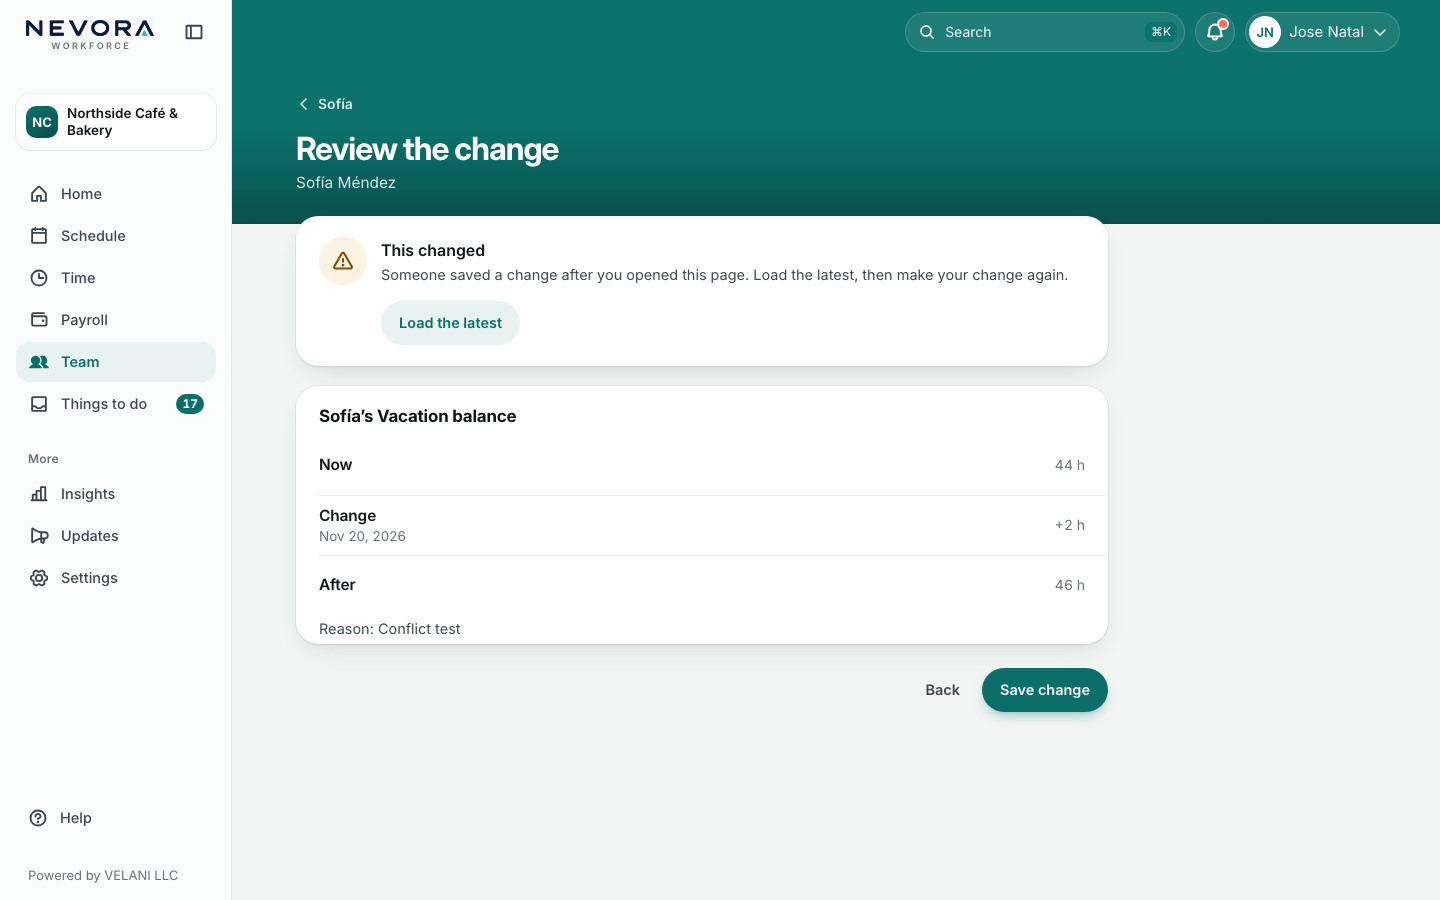 NEVORA
WORKFORCE
Search
⌘K
JN
Jose Natal
NC
Northside Café &
Bakery
Home
Schedule
Time
Payroll
Team
Things to do
17
More
Insights
Updates
Settings
Help
Powered by VELANI LLC
Sofía
Review the change
Sofía Méndez
This changed
Someone saved a change after you opened this page. Load the latest, then make your change again.
Load the latest
Sofía’s Vacation balance
Now
44 h
Change
Nov 20, 2026
+2 h
After
46 h
Reason: Conflict test
Back
Save change